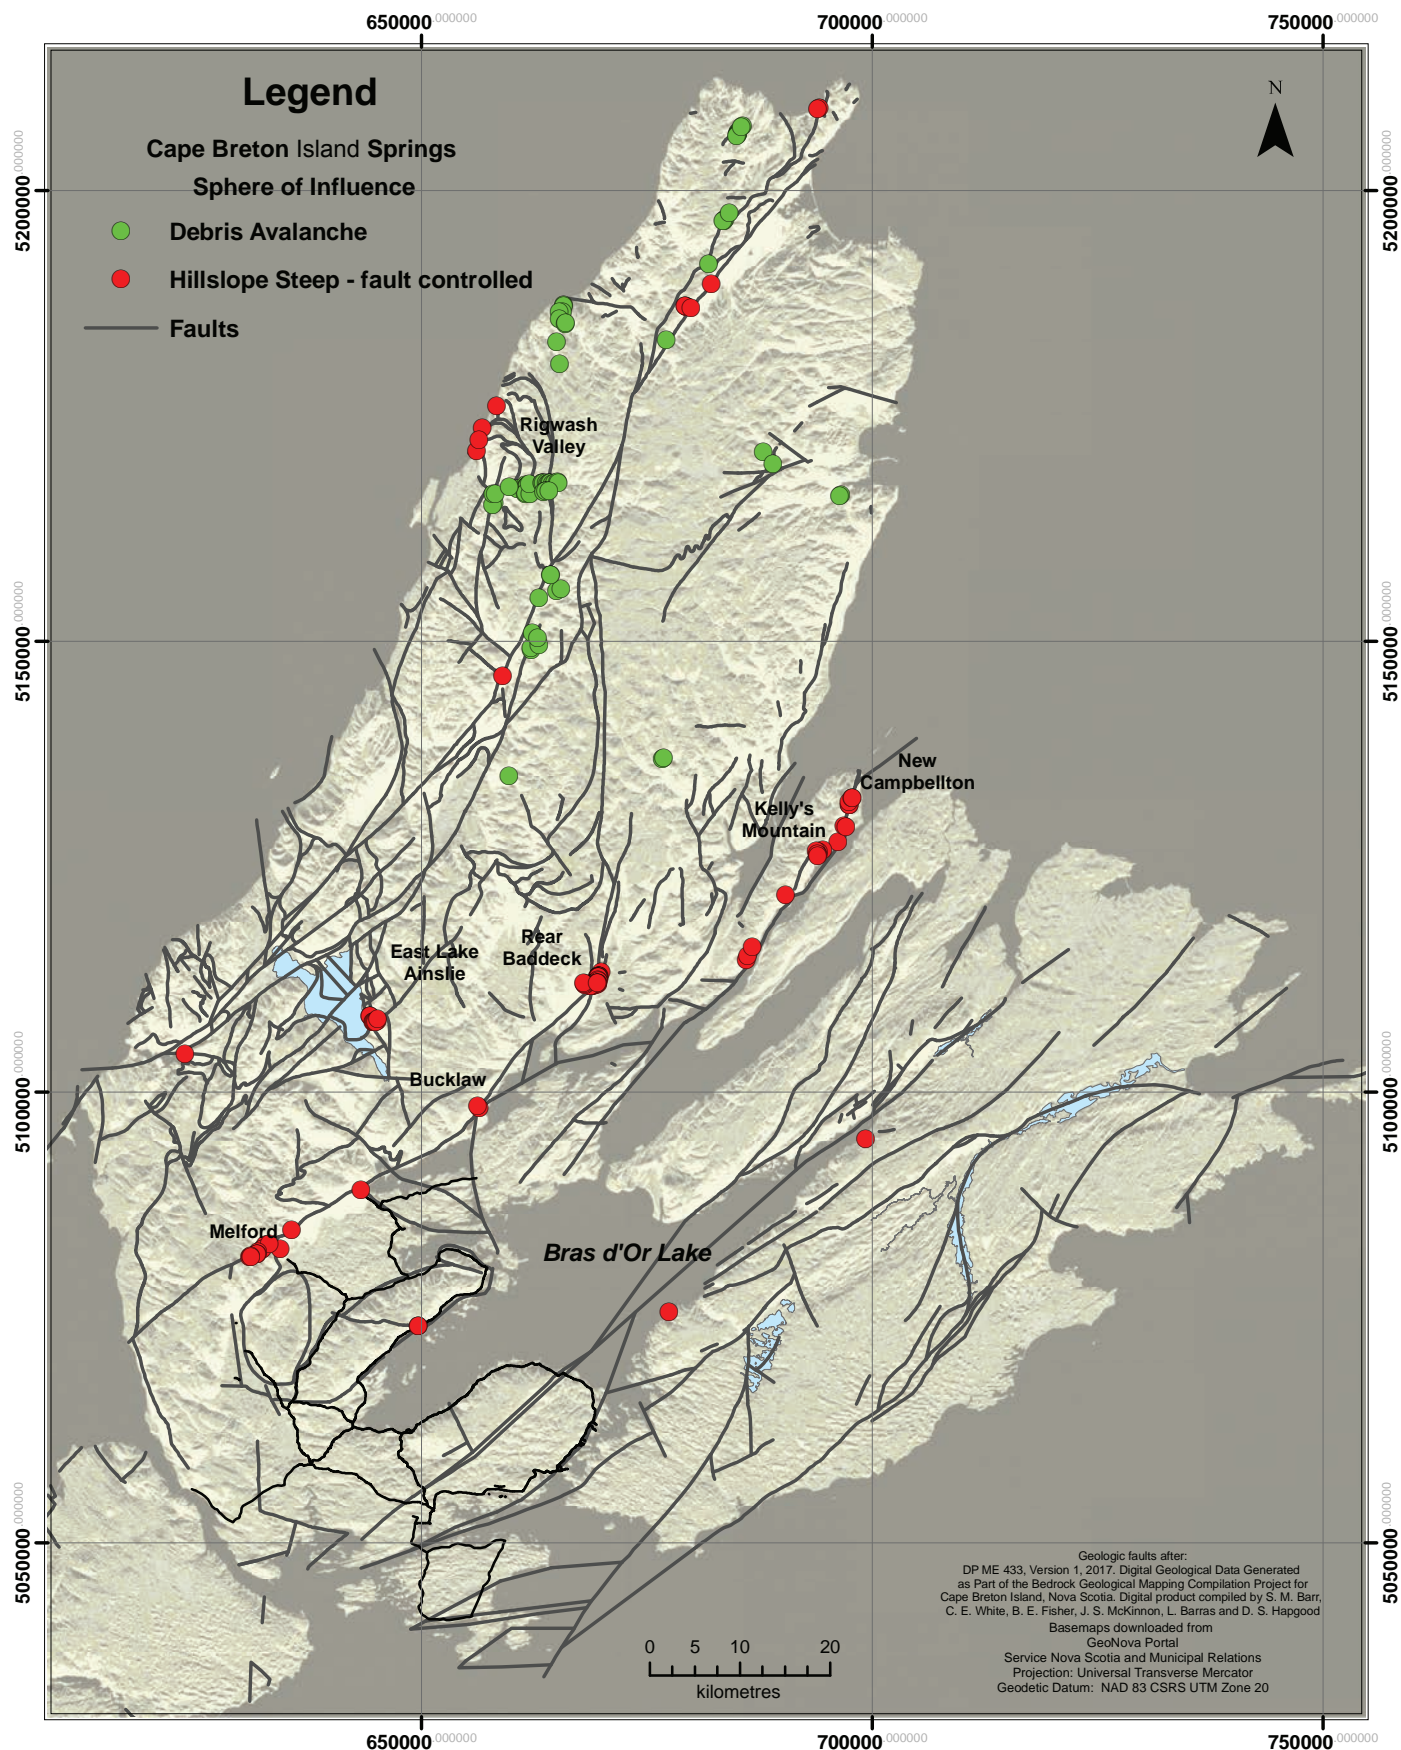 650000.000000
700000.000000
750000.000000
Legend
Cape Breton Island Springs
Sphere of Influence
Debris Avalanche
Hillslope Steep - fault controlled
Faults
N
5200000.000000
5200000.000000
Rigwash
Valley
5150000.000000
5150000.000000
New
Campbellton
Kelly's
Mountain
Rear
Baddeck
East Lake
Ainslie
Bucklaw
5100000.000000
5100000.000000
Melford
Bras d'Or Lake
5050000.000000
5050000.000000
Geologic faults after:
DP ME 433, Version 1, 2017. Digital Geological Data Generated
as Part of the Bedrock Geological Mapping Compilation Project for
Cape Breton Island, Nova Scotia. Digital product compiled by S. M. Barr,
C. E. White, B. E. Fisher, J. S. McKinnon, L. Barras and D. S. Hapgood
Basemaps downloaded from
GeoNova Portal
Service Nova Scotia and Municipal Relations
Projection: Universal Transverse Mercator
Geodetic Datum: NAD 83 CSRS UTM Zone 20
0 5 10 20
kilometres
650000.000000
700000.000000
750000.000000